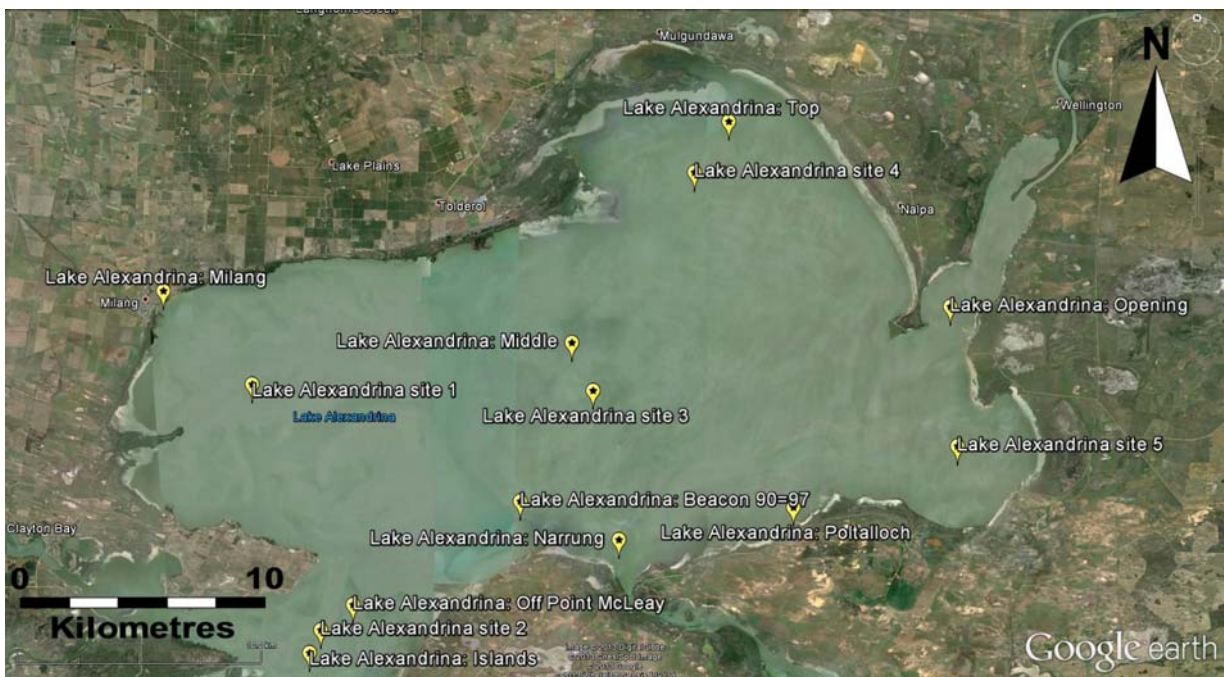 Langhorne Creek
Mulgundawa
N
Lake Alexandrina: Top
Wellington
Lake Plains
Lake Alexandrina site 4
Tolderol
Nalpa
Lake Alexandrina: Milang
Milang
Lake Alexandrina: Opening
Lake Alexandrina: Middle
Lake Alexandrina site 1
Lake Alexandrina
Lake Alexandrina site 3
Lake Alexandrina site 5
Lake Alexandrina: Beacon 90=97
Clayton Bay
Lake Alexandrina: Poltalloch
Lake Alexandrina: Narrung
0 10
Kilometres
Lake Alexandrina: Off Point McLeay
Lake Alexandrina site 2
Lake Alexandrina: Islands
Google earth